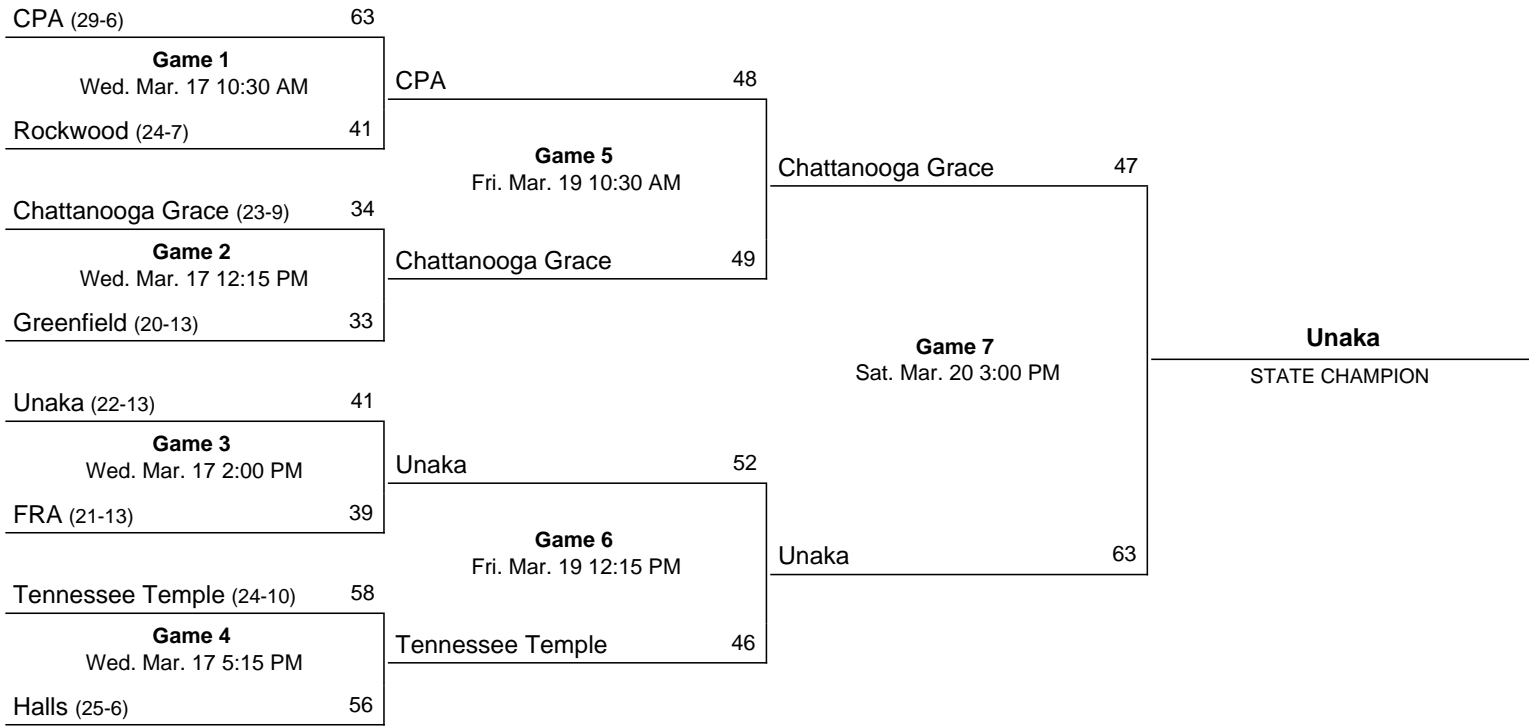 CPA (29-6) 63
Game 1
Wed. Mar. 17 10:30 AM
Rockwood (24-7) 41
Chattanooga Grace (23-9) 34
Game 2
Wed. Mar. 17 12:15 PM
Greenfield (20-13) 33
Unaka (22-13) 41
Game 3
Wed. Mar. 17 2:00 PM
FRA (21-13) 39
Tennessee Temple (24-10) 58
Game 4
Wed. Mar. 17 5:15 PM
Halls (25-6) 56
CPA 48
Game 5
Fri. Mar. 19 10:30 AM
Chattanooga Grace 49
Unaka 52
Game 6
Fri. Mar. 19 12:15 PM
Tennessee Temple 46
Chattanooga Grace 47
Game 7
Sat. Mar. 20 3:00 PM
Unaka 63
Unaka
STATE CHAMPION